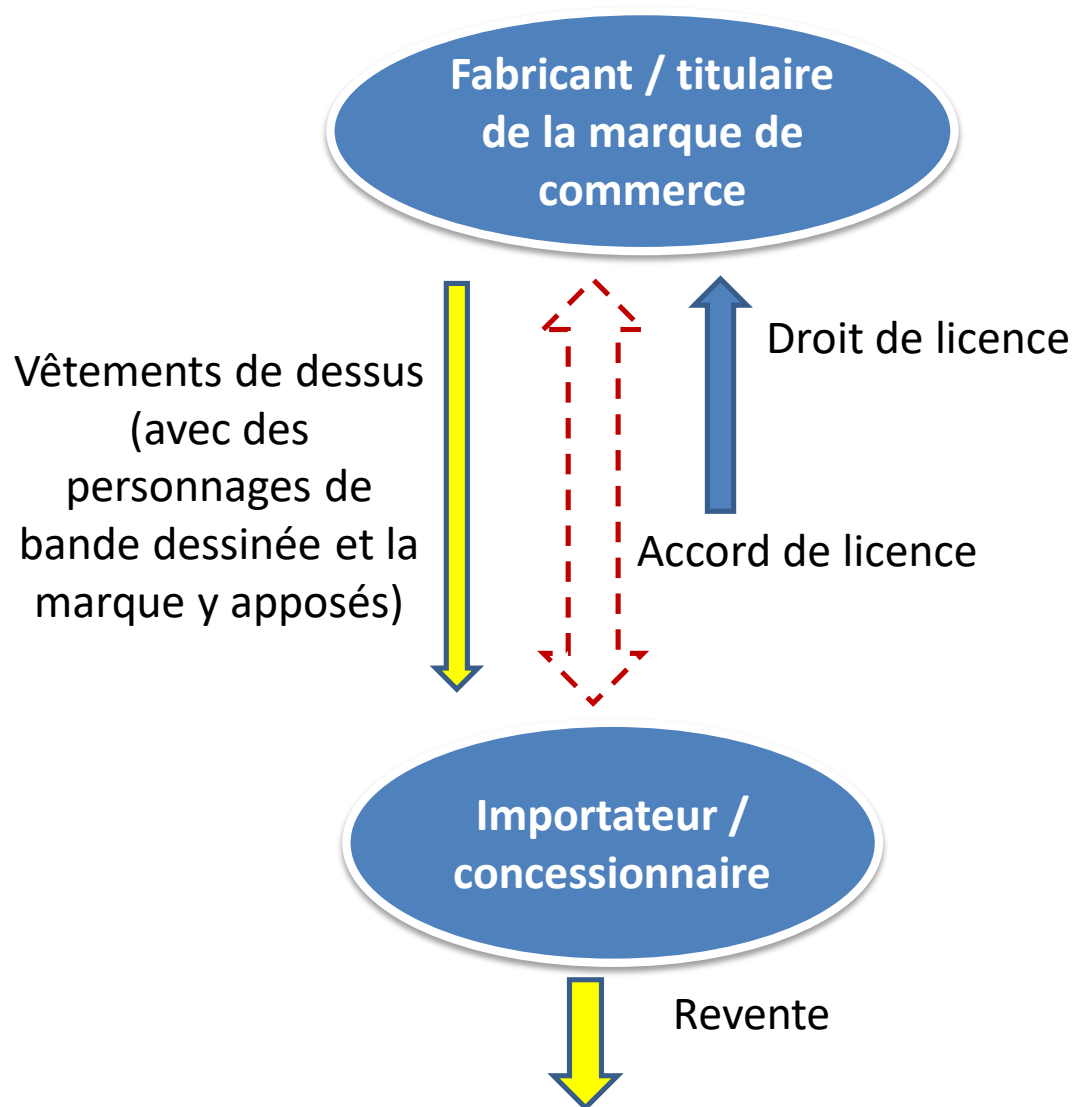 Fabricant / titulaire
de la marque de
commerce
Droit de licence
Vêtements de dessus
(avec des
personnages de
bande dessinée et la
marque y apposés)
Accord de licence
Importateur /
concessionnaire
Revente